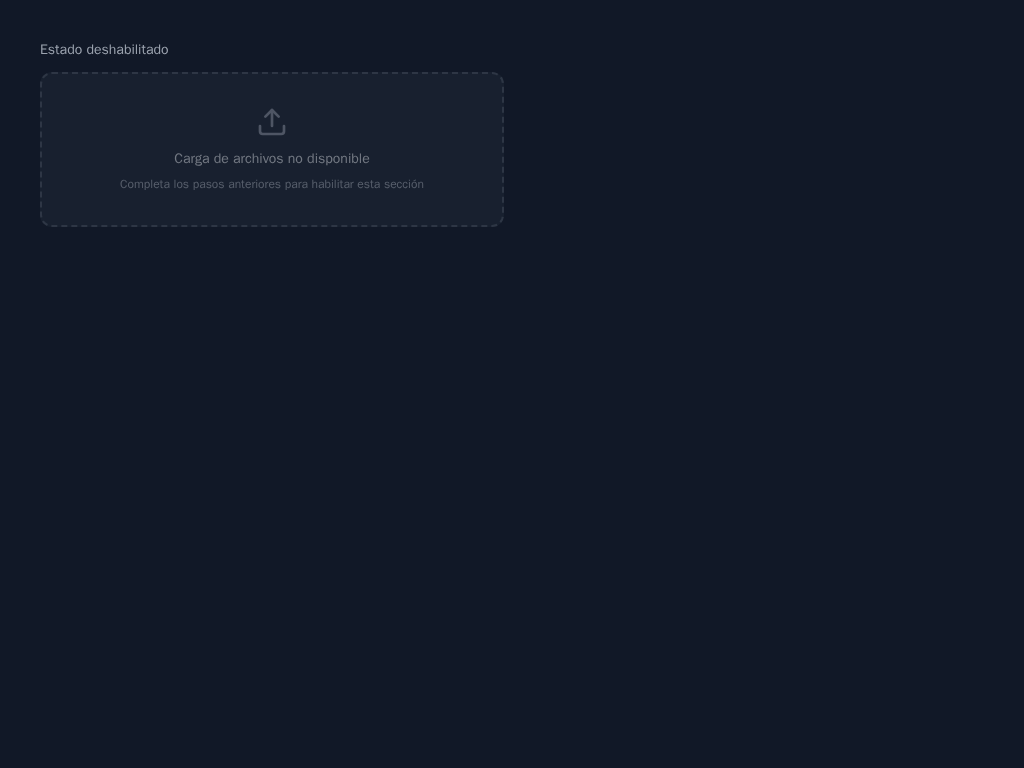 Estado deshabilitado
Carga de archivos no disponible
Completa los pasos anteriores para habilitar esta sección